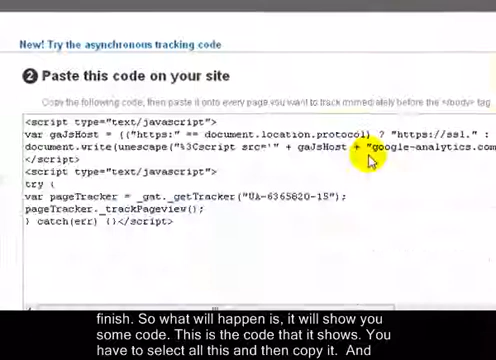 New! Try the asynchronous tracking code
2 Paste this code on your site
Copy the following code, then paste it onto every page you want to track immediately before the </body> tag
<script type="text/javascript">
var gaJsHost = (("https:" == document.location.protocol) ? "https://ssl." :
document.write(unescape("%3Cscript src='" + gaJsHost + "google-analytics.com
</script>
<script type="text/javascript">
try {
var pageTracker = _gat._getTracker("UA-6365820-15");
pageTracker._trackPageview();
} catch(err) {}</script>
finish. So what will happen is, it will show you
some code. This is the code that it shows. You
have to select all this and then copy it. And